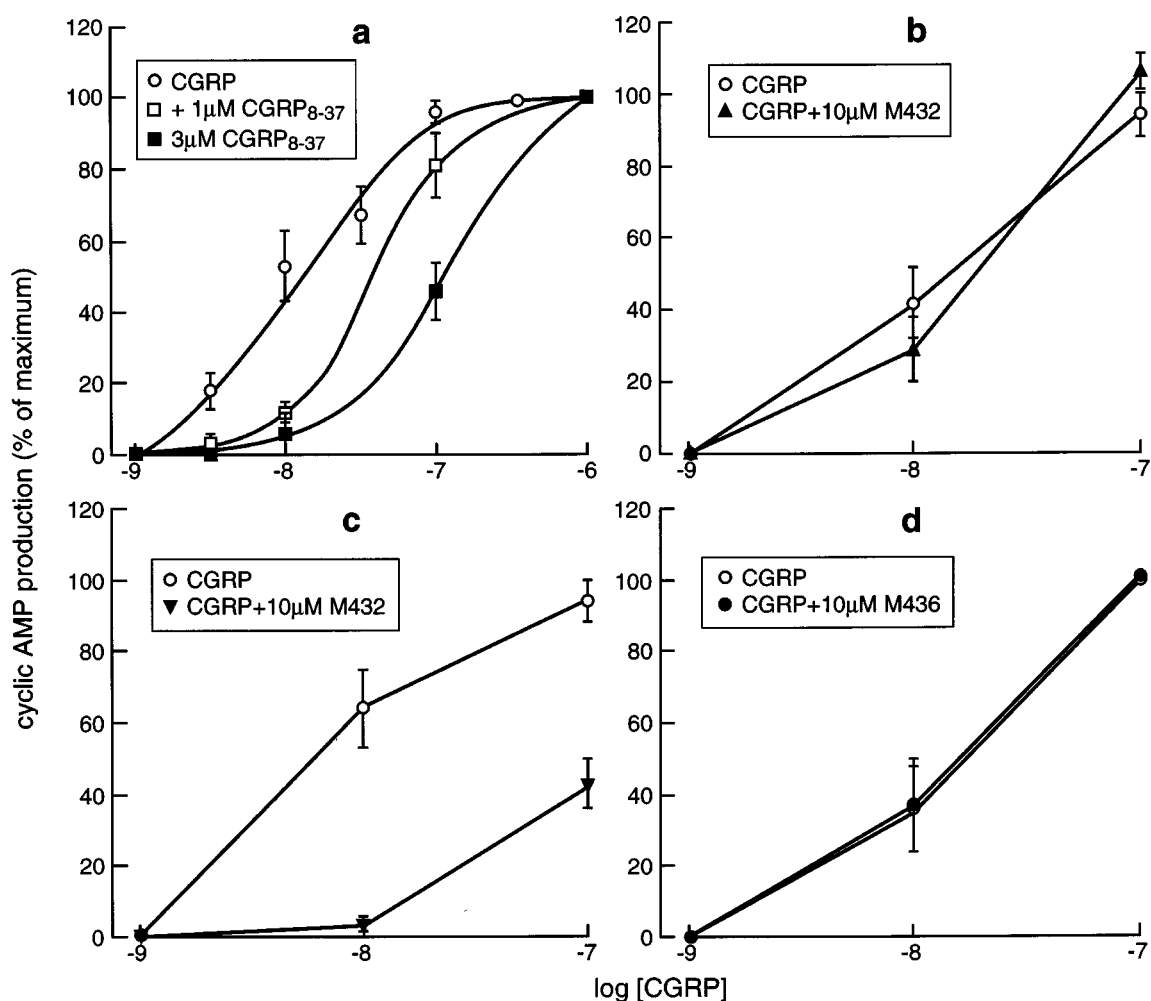 cyclic AMP production (% of maximum)
a
CGRP
+ 1μM CGRP8-37
3μM CGRP8-37
120
100
80
60
40
20
0
-9
-8
-7
-6
b
CGRP
CGRP+10μM M432
120
100
80
60
40
20
0
-9
-8
-7
c
CGRP
CGRP+10μM M432
120
100
80
60
40
20
0
-9
-8
-7
d
CGRP
CGRP+10μM M436
120
100
80
60
40
20
0
-9
-8
-7
log [CGRP]